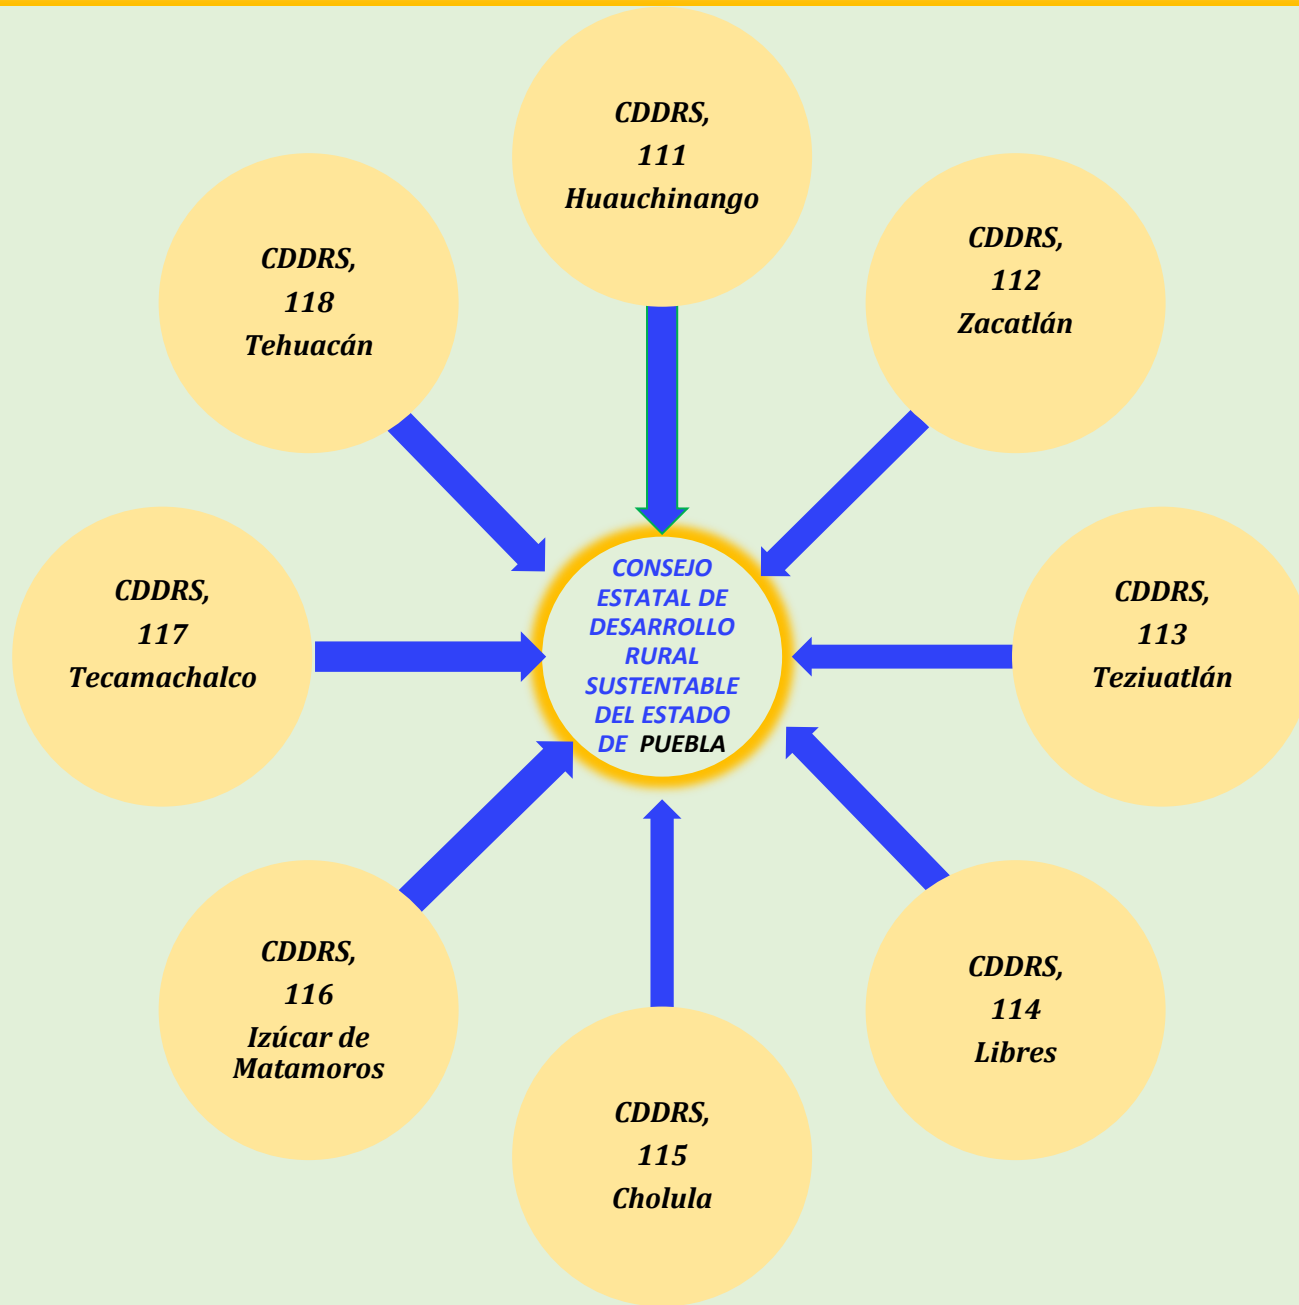 CDDRS,
111
Huauchinango
CDDRS,
112
Zacatlán
CDDRS,
113
Teziuatlán
CDDRS,
114
Libres
CDDRS,
115
Cholula
CDDRS,
116
Izúcar de
Matamoros
CDDRS,
117
Tecamachalco
CDDRS,
118
Tehuacán
CONSEJO
ESTATAL DE
DESARROLLO
RURAL
SUSTENTABLE
DEL ESTADO
DE PUEBLA